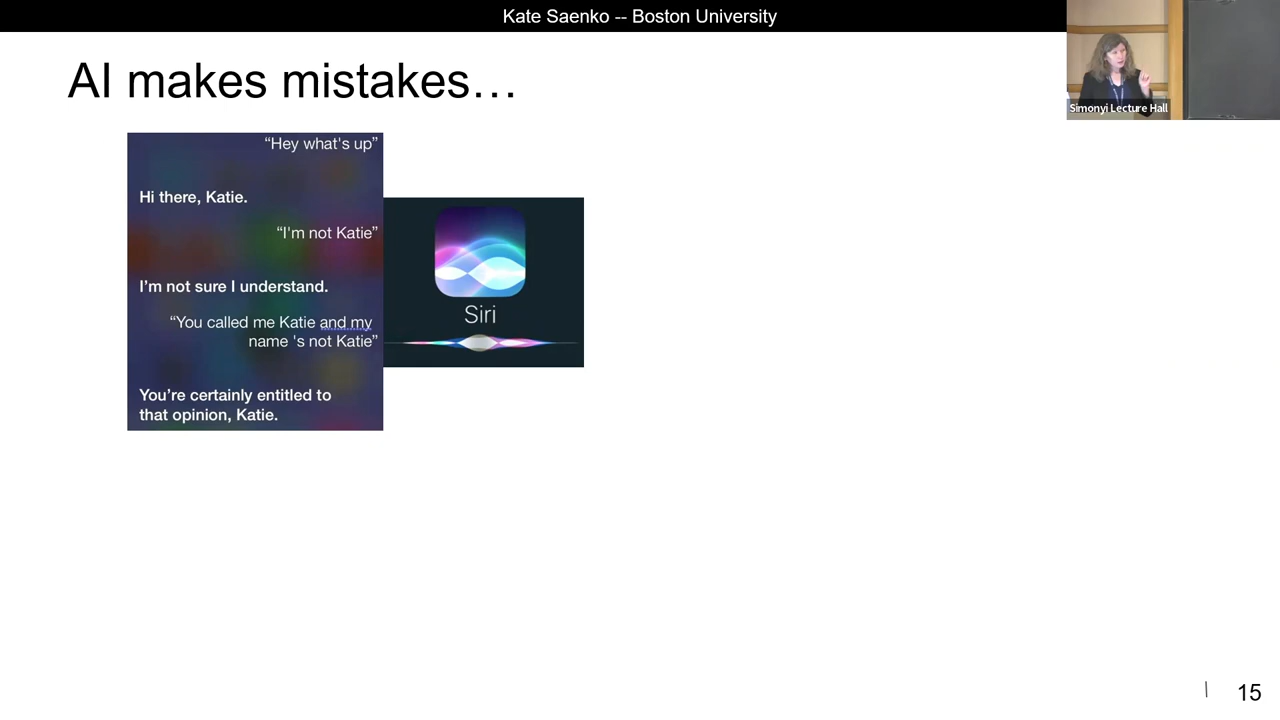 Kate Saenko -- Boston University
AI makes mistakes…
“Hey what's up”
Hi there, Katie.
“I'm not Katie”
I’m not sure I understand.
“You called me Katie and my
name 's not Katie”
You’re certainly entitled to
that opinion, Katie.
Siri
Simonyi Lecture Hall
15